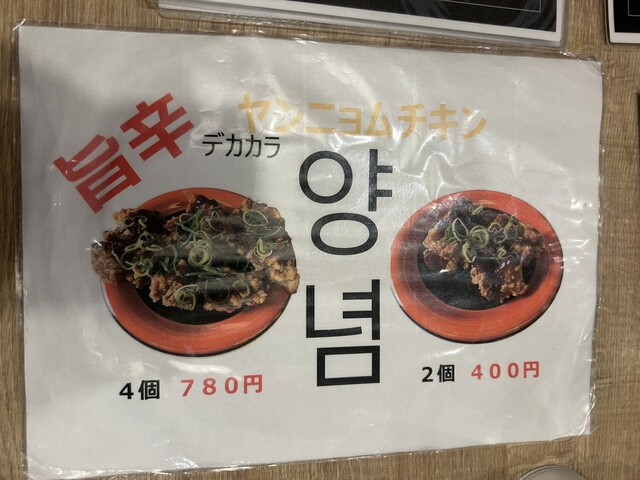 旨辛
ヤンニョムチキン
デカカラ
양념
4個 780円
2個 400円